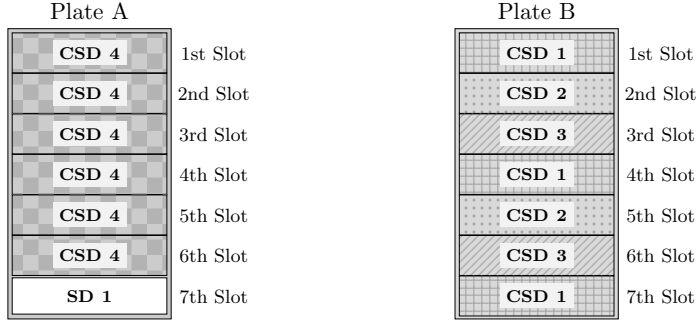 Plate A
CSD 4 1st Slot
CSD 4 2nd Slot
CSD 4 3rd Slot
CSD 4 4th Slot
CSD 4 5th Slot
CSD 4 6th Slot
SD 1 7th Slot
Plate B
CSD 1 1st Slot
CSD 2 2nd Slot
CSD 3 3rd Slot
CSD 1 4th Slot
CSD 2 5th Slot
CSD 3 6th Slot
CSD 1 7th Slot